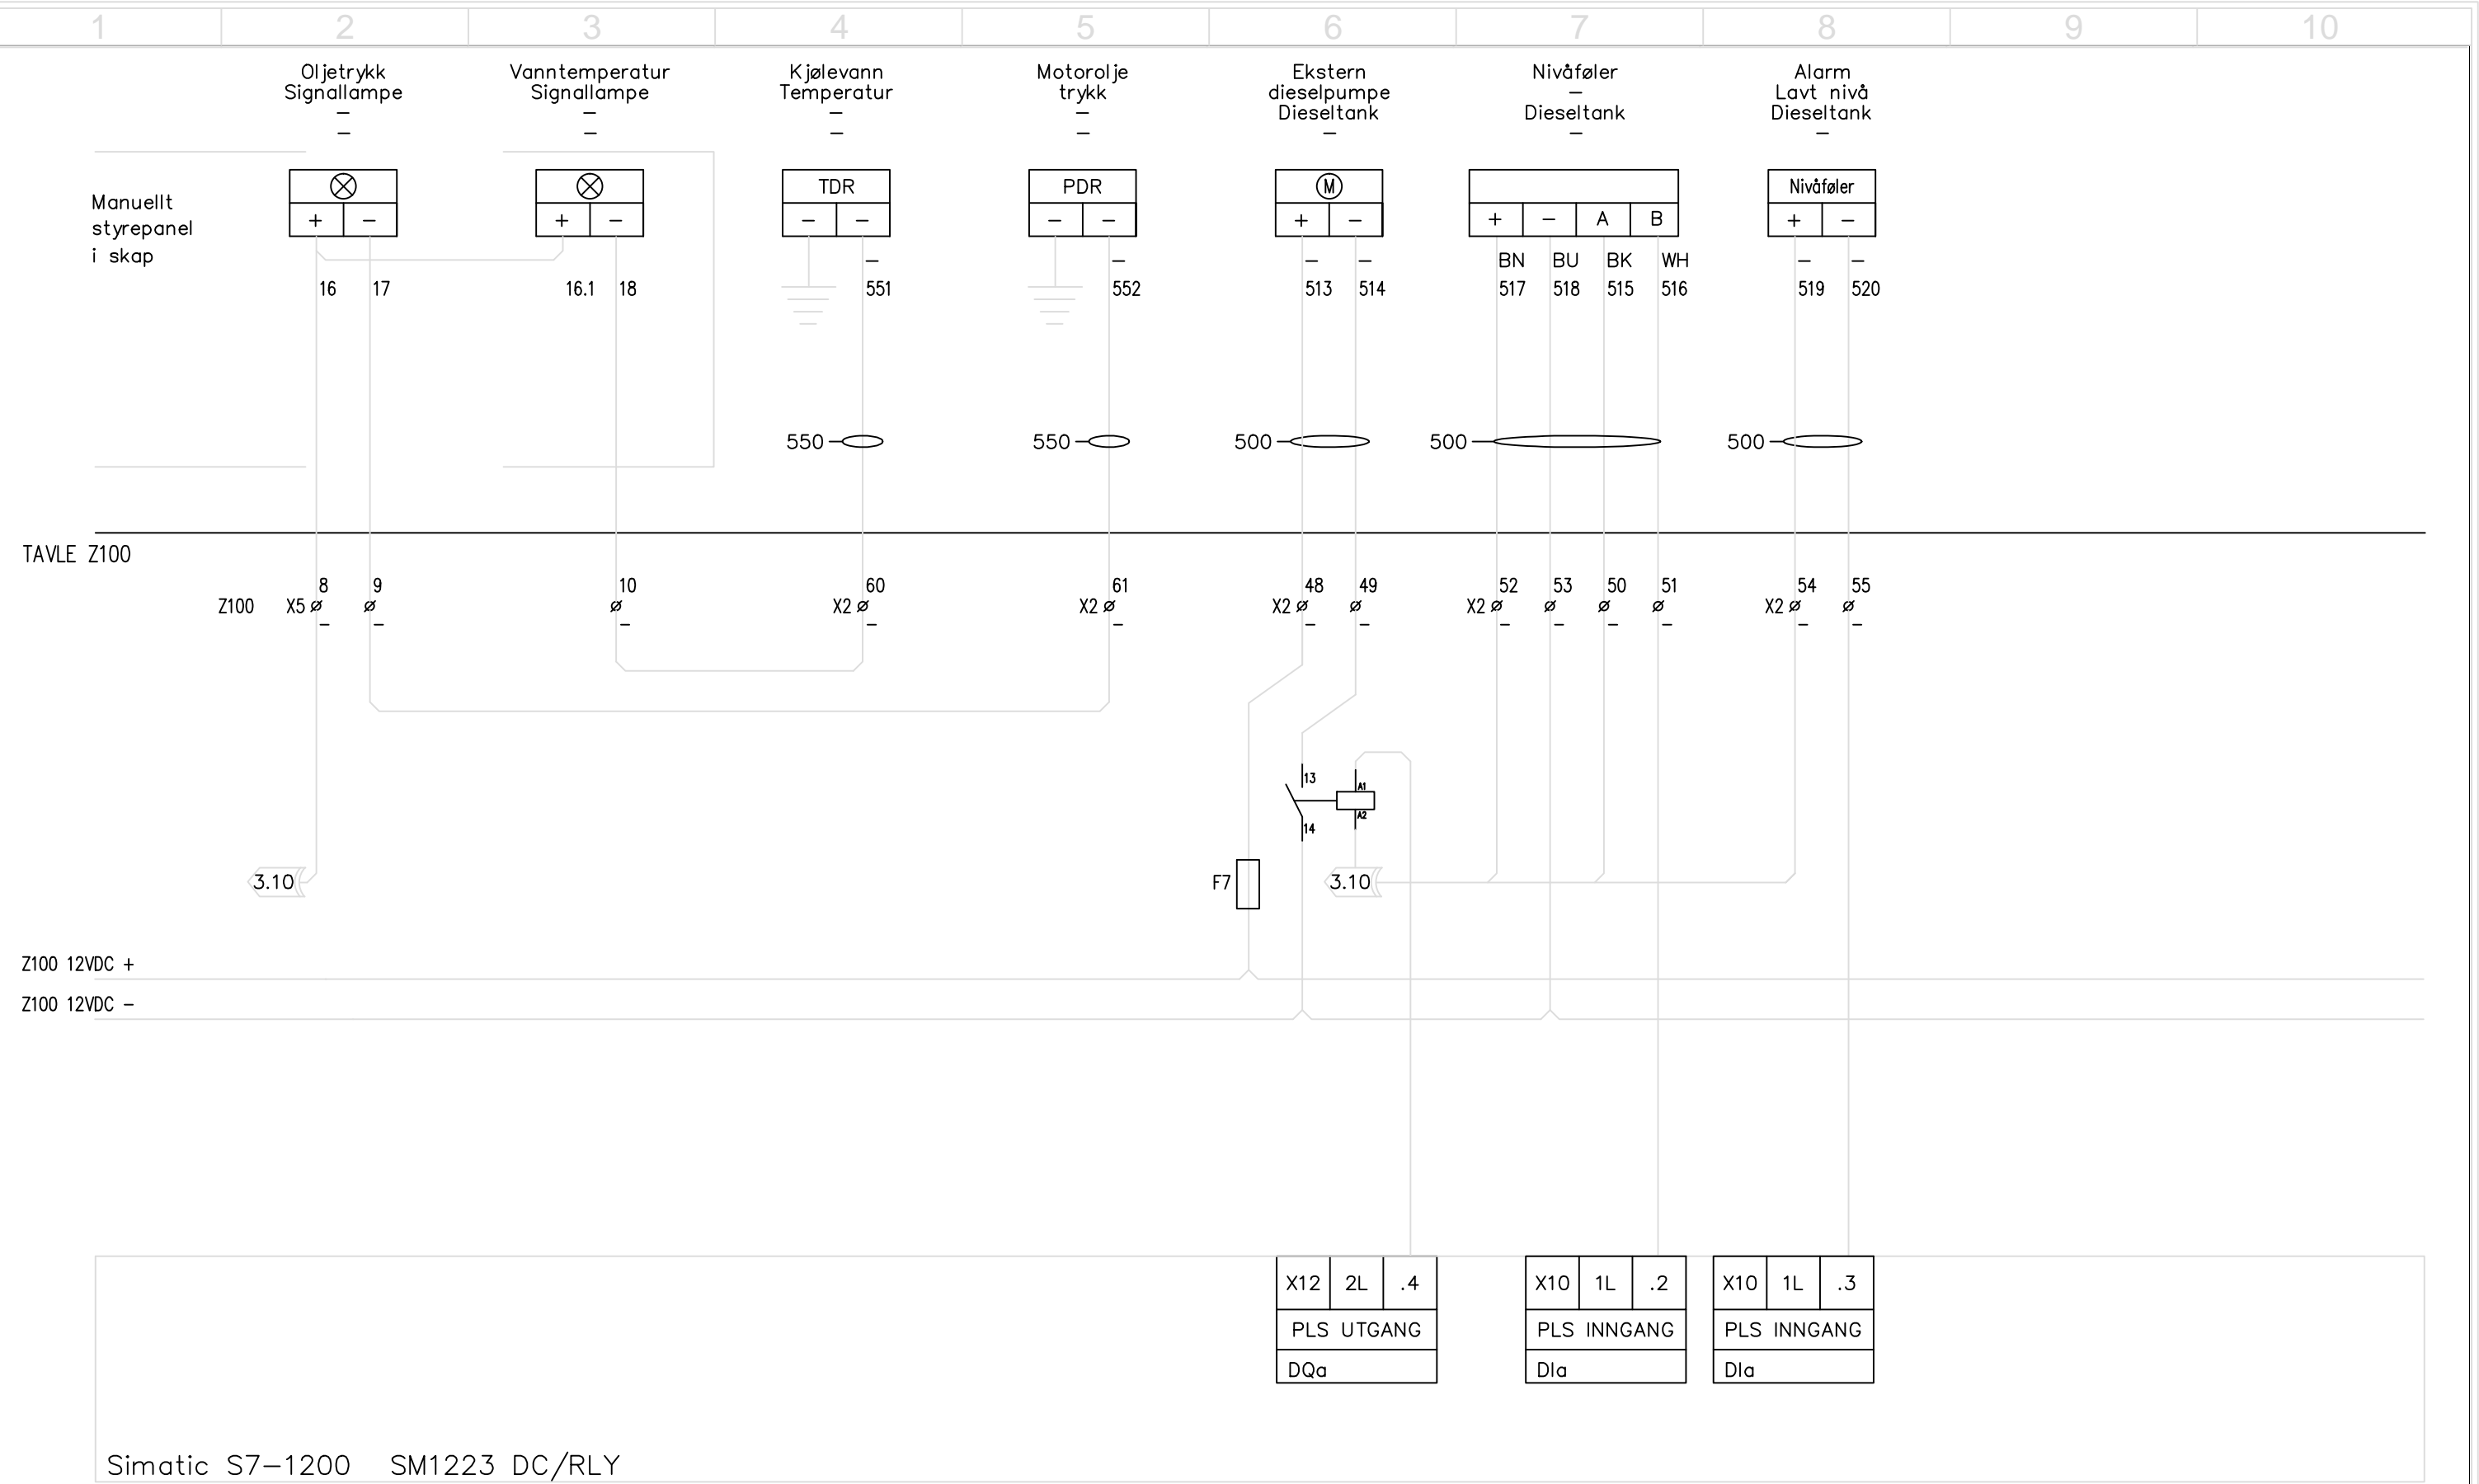 1 2 3 4 5 6 7 8 9 10
Oljetrykk
Signallampe
–
–
Vanntemperatur
Signallampe
–
–
Kjølevann
Temperatur
–
–
Motorolje
trykk
–
–
Ekstern
dieselpumpe
Dieseltank
–
Nivåføler
–
Dieseltank
–
Alarm
Lavt nivå
Dieseltank
–
Manuellt
styrepanel
i skap
TDR PDR M Nivåføler
+ – + – – – – – + – + – A B + –
– – – – BN BU BK WH – –
16 17 16.1 18 551 552 513 514 517 518 515 516 519 520
550 550 500 500 500
TAVLE Z100
8 9 10 60 61 48 49 52 53 50 51 54 55
Z100 X5 X2 X2 X2 X2 X2
– – – – – – – – – – – – –
13 A1
14 A2
3.10 F7 3.10
Z100 12VDC +
Z100 12VDC –
X12 2L .4
PLS UTGANG
DQa
X10 1L .2
PLS INNGANG
DIa
X10 1L .3
PLS INNGANG
DIa
Simatic S7–1200 SM1223 DC/RLY